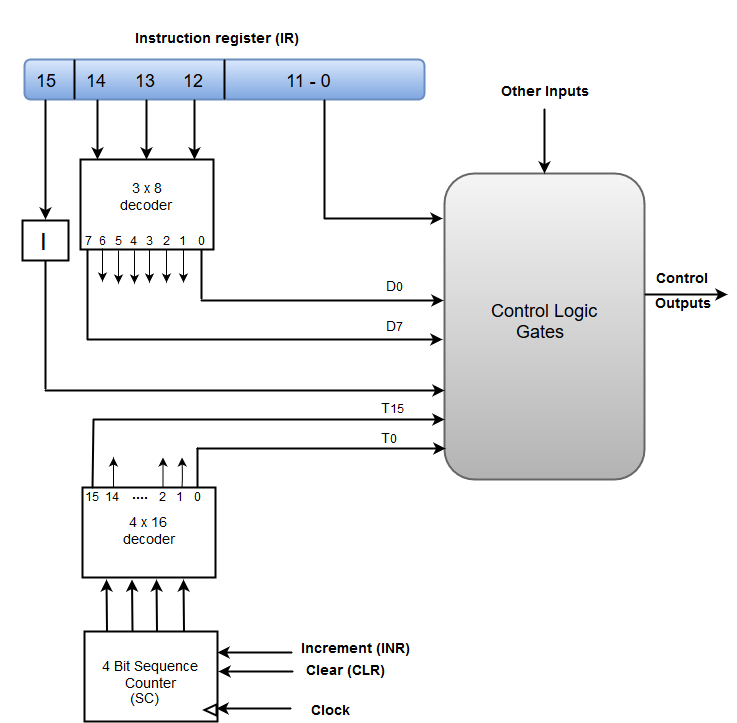 Instruction register (IR)
15 14 13 12 11 - 0
Other Inputs
3 x 8
decoder
I
7 6 5 4 3 2 1 0
D0
D7
Control Logic
Gates
Control
Outputs
T15
T0
15 14 .... 2 1 0
4 x 16
decoder
4 Bit Sequence
Counter
(SC)
Increment (INR)
Clear (CLR)
Clock